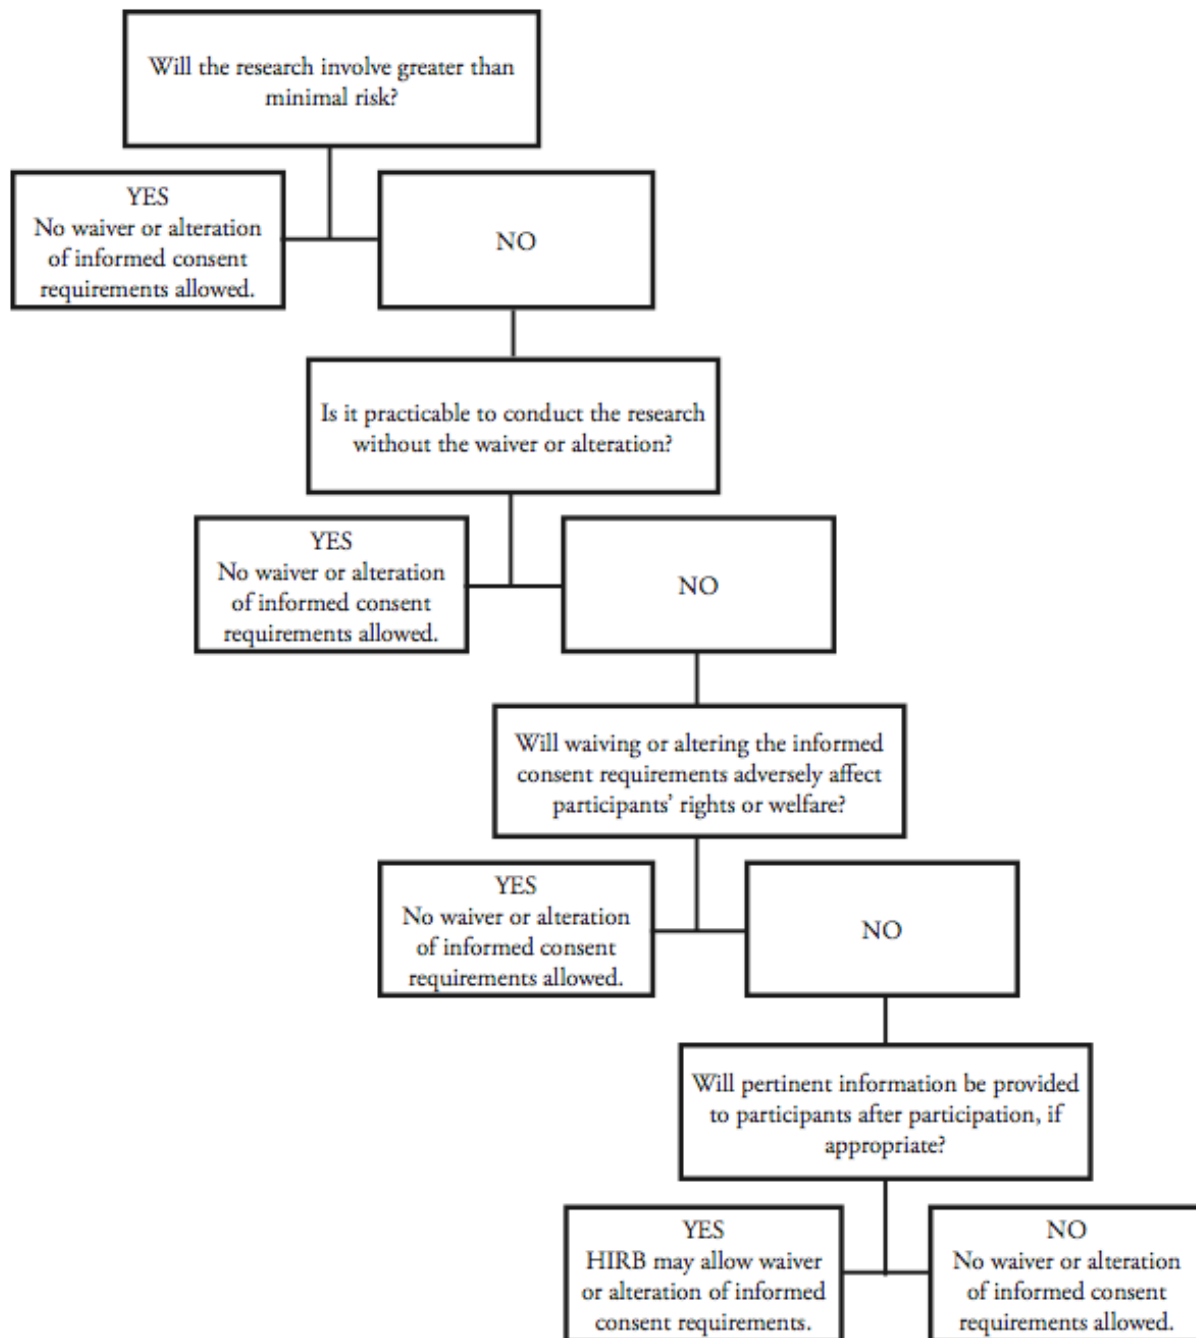 Will the research involve greater than
minimal risk?
YES
No waiver or alteration
of informed consent
requirements allowed.
NO
Is it practicable to conduct the research
without the waiver or alteration?
YES
No waiver or alteration
of informed consent
requirements allowed.
NO
Will waiving or altering the informed
consent requirements adversely affect
participants’ rights or welfare?
YES
No waiver or alteration
of informed consent
requirements allowed.
NO
Will pertinent information be provided
to participants after participation, if
appropriate?
YES
HIRB may allow waiver
or alteration of informed
consent requirements.
NO
No waiver or alteration
of informed consent
requirements allowed.